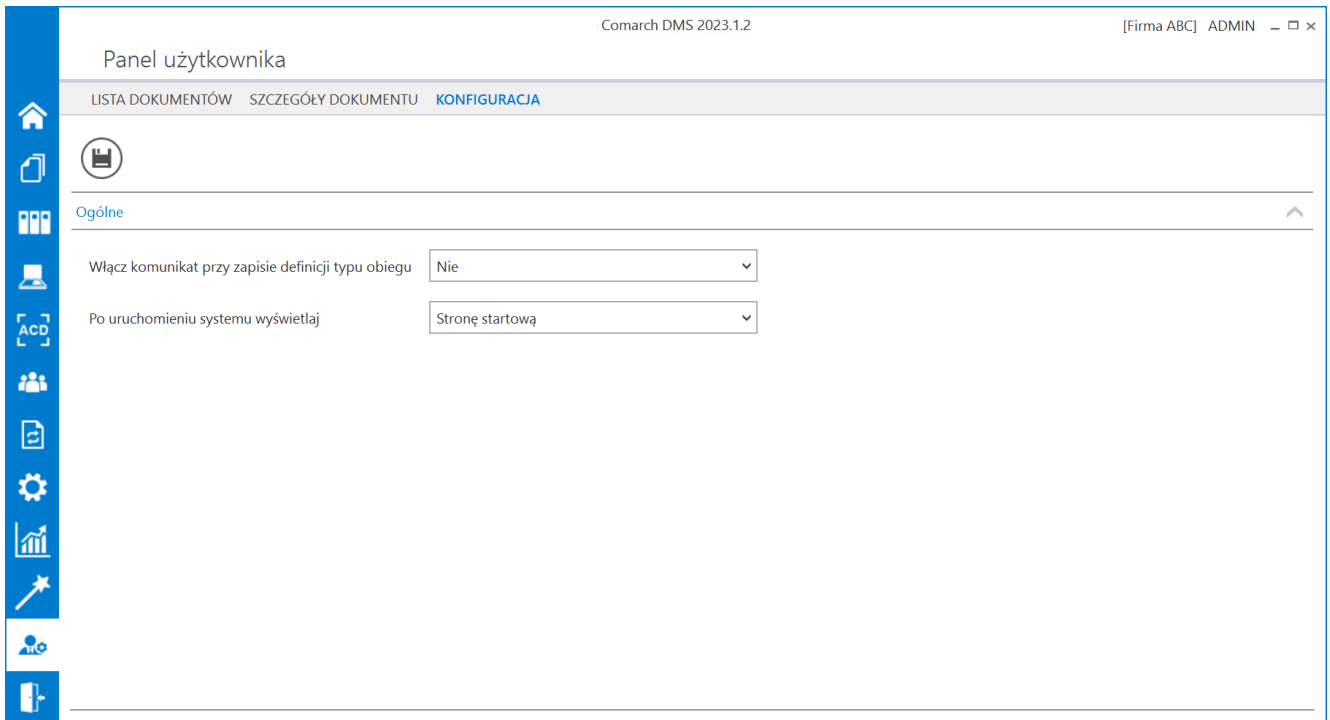 Comarch DMS 2023.1.2 [Firma ABC] ADMIN
Panel użytkownika
LISTA DOKUMENTÓW SZCZEGÓŁY DOKUMENTU KONFIGURACJA
Ogólne
Włącz komunikat przy zapisie definicji typu obiegu Nie
Po uruchomieniu systemu wyświetlaj Stronę startową
ACD